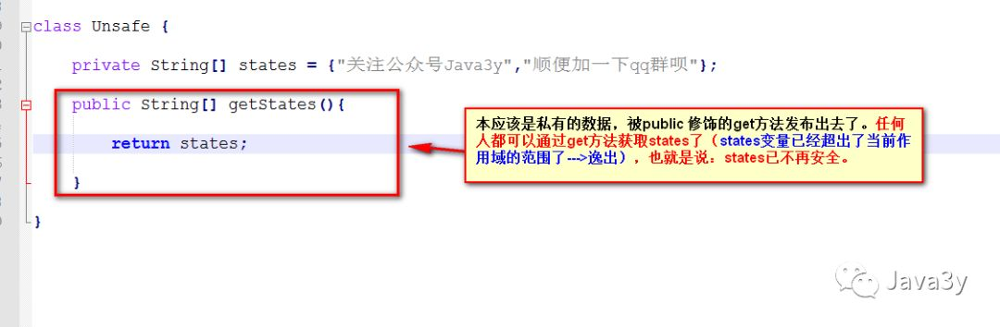 class Unsafe {
private String[] states = {"关注公众号Java3y","顺便加一下qq群呗"};
public String[] getStates(){
return states;
}
}
本应该是私有的数据，被public 修饰的get方法发布出去了。任何
人都可以通过get方法获取states了（states变量已经超出了当前作
用域的范围了--->逸出），也就是说：states已不再安全。
Java3y